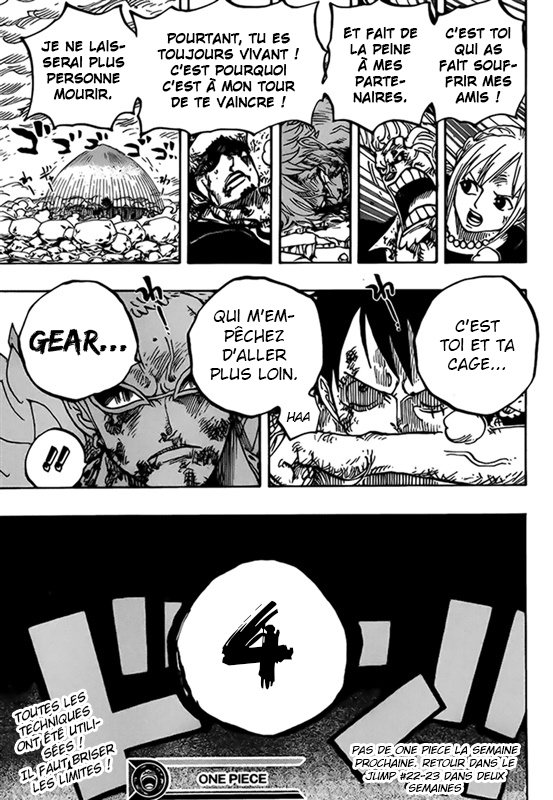 C'EST
TOI QUI
AS FAIT
SOUF-
FRIR MES
AMIS !
ET FAIT
DE LA
PEINE
À MES
PARTE-
NAIRES.
POURTANT, TU ES
TOUJOURS VIVANT !
C'EST POURQUOI
C'EST À MON TOUR
DE TE VAINCRE !
JE NE LAIS-
SERAI PLUS
PERSONNE
MOURIR.
C'EST
TOI ET TA
CAGE...
QUI M'EM-
PÊCHEZ
D'ALLER
PLUS LOIN.
HAA
GEAR...
!!
4
TOUTES LES
TECHNIQUES
ONT ÉTÉ UTILI-
SÉES !
IL FAUT BRISER
LES LIMITES !
ONE PIECE
PAS DE ONE PIECE LA SEMAINE
PROCHAINE. RETOUR DANS LE
JUMP #22-23 DANS DEUX
SEMAINES